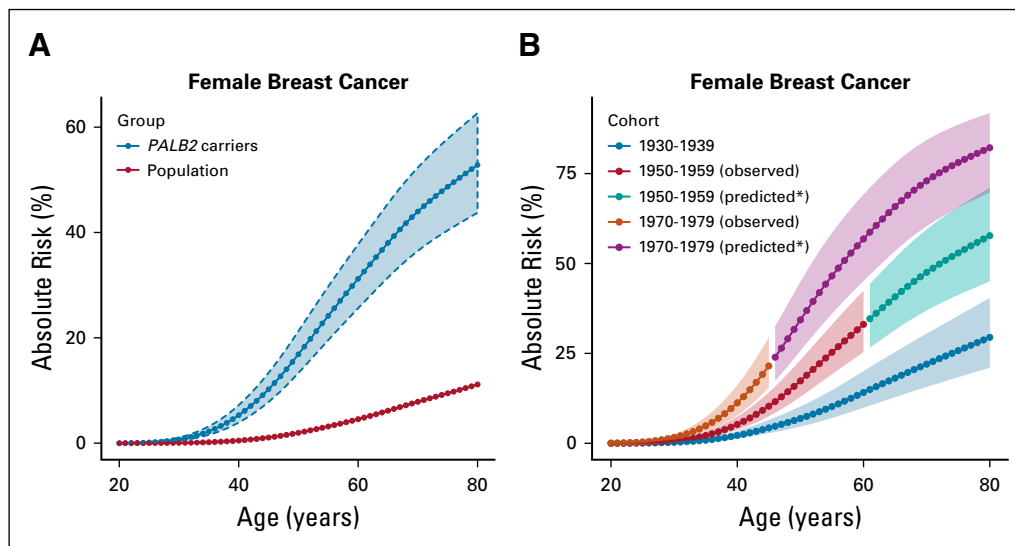 A
Female Breast Cancer
Group
PALB2 carriers
Population
Absolute Risk (%)
60
40
20
0
20 40 60 80
Age (years)
B
Female Breast Cancer
Cohort
1930-1939
1950-1959 (observed)
1950-1959 (predicted*)
1970-1979 (observed)
1970-1979 (predicted*)
Absolute Risk (%)
75
50
25
0
20 40 60 80
Age (years)